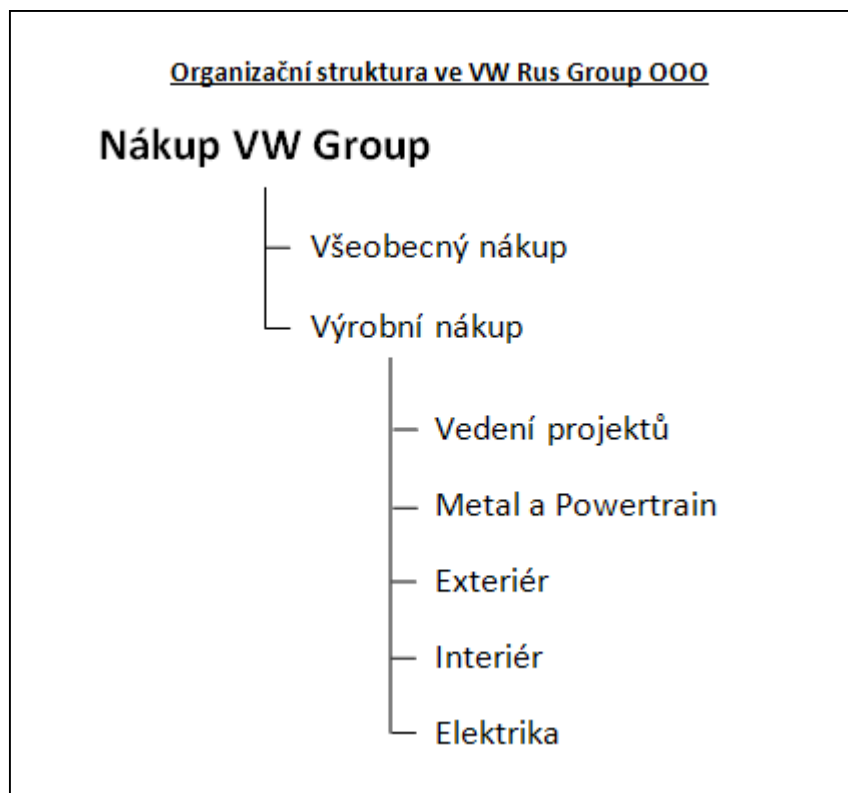 Organizační struktura ve VW Rus Group OOO
Nákup VW Group
Všeobecný nákup
Výrobní nákup
Vedení projektů
Metal a Powertrain
Exteriér
Interiér
Elektrika